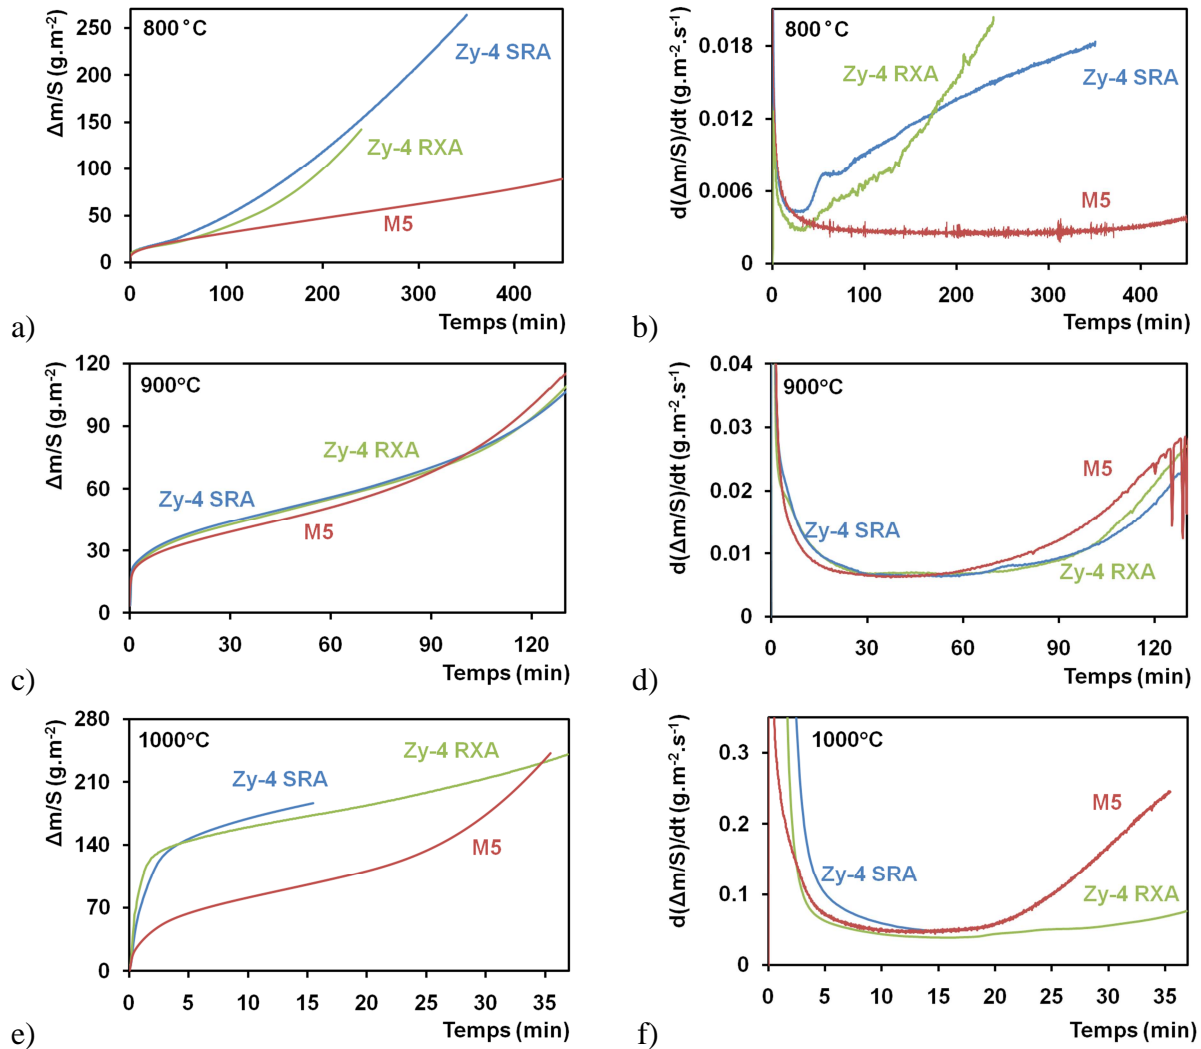 Δm/S (g.m-2)
250
200
150
100
50
0
800°C
Zy-4 SRA
Zy-4 RXA
M5
0 100 200 300 400
Temps (min)
a)
d(Δm/S)/dt (g.m-2.s-1)
0.018
0.012
0.006
0
800°C
Zy-4 RXA
Zy-4 SRA
M5
0 100 200 300 400
Temps (min)
b)
Δm/S (g.m-2)
120
90
60
30
0
900°C
Zy-4 RXA
Zy-4 SRA
M5
0 30 60 90 120
Temps (min)
c)
d(Δm/S)/dt (g.m-2.s-1)
0.04
0.03
0.02
0.01
0
900°C
M5
Zy-4 SRA
Zy-4 RXA
0 30 60 90 120
Temps (min)
d)
Δm/S (g.m-2)
280
210
140
70
0
1000°C
Zy-4 RXA
Zy-4 SRA
M5
0 5 10 15 20 25 30 35
Temps (min)
e)
d(Δm/S)/dt (g.m-2.s-1)
0.3
0.2
0.1
0
1000°C
M5
Zy-4 SRA
Zy-4 RXA
0 5 10 15 20 25 30 35
Temps (min)
f)